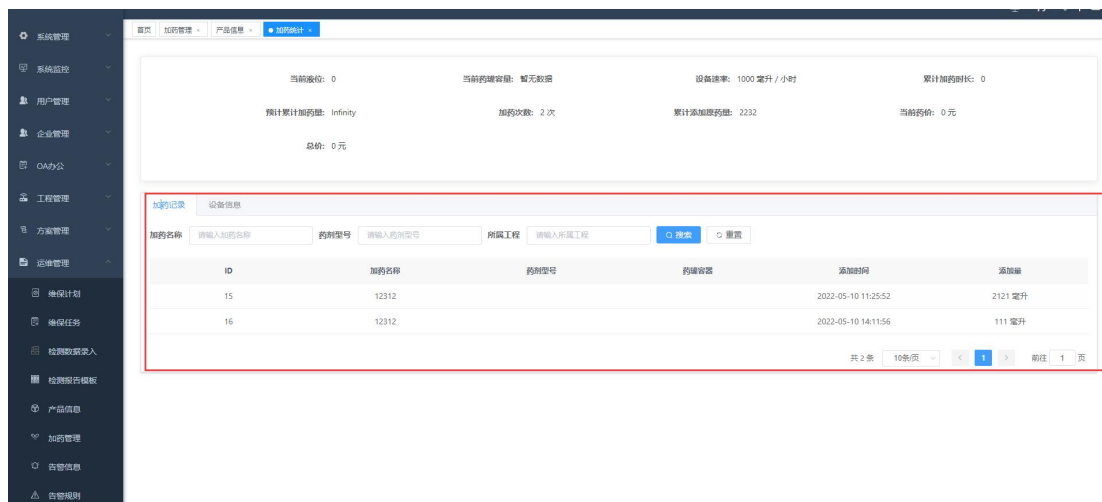 首页 加药管理 × 产品信息 × 加药统计 ×
系统管理
系统监控
用户管理
企业管理
OA办公
工程管理
方案管理
运维管理
维保计划
维保任务
检测数据录入
检测报告模板
产品信息
加药管理
告警信息
告警规则
当前液位: 0 当前药罐容量: 暂无数据 设备速率: 1000 毫升 / 小时 累计加药时长: 0
预计累计加药量: Infinity 加药次数: 2 次 累计添加原药量: 2232 当前药价: 0 元
总价: 0 元
加药记录 设备信息
加药名称 请输入加药名称 药剂型号 请输入药剂型号 所属工程 请输入所属工程 搜索 重置
ID 加药名称 药剂型号 药罐容器 添加时间 添加量
15 12312 2022-05-10 11:25:52 2121 毫升
16 12312 2022-05-10 14:11:56 111 毫升
共 2 条 10条/页 < 1 > 前往 1 页